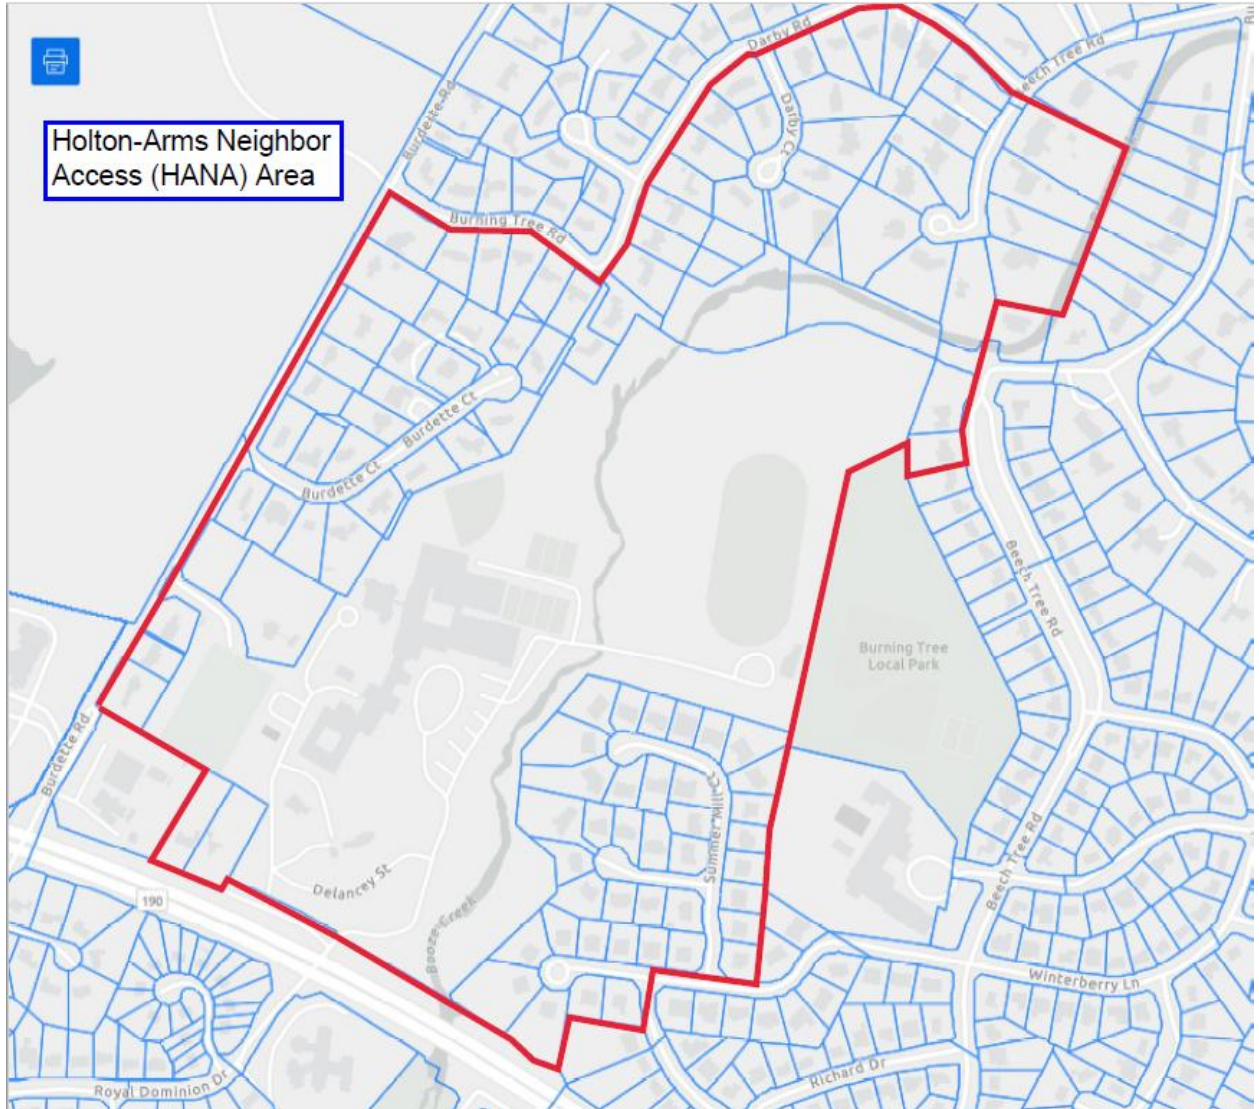 Holton-Arms Neighbor
Access (HANA) Area
Darby Rd
Beech Tree Rd
Burdette Rd
Darby Ct
Burning Tree Rd
Burdette Ct
Burdette Ct
Beech Tree Rd
Burning Tree
Local Park
Burdette Rd
Summer Mill Ct
Delancey St
190
Beech Tree Rd
Booze Creek
Winterberry Ln
Richard Dr
Royal Dominion Dr